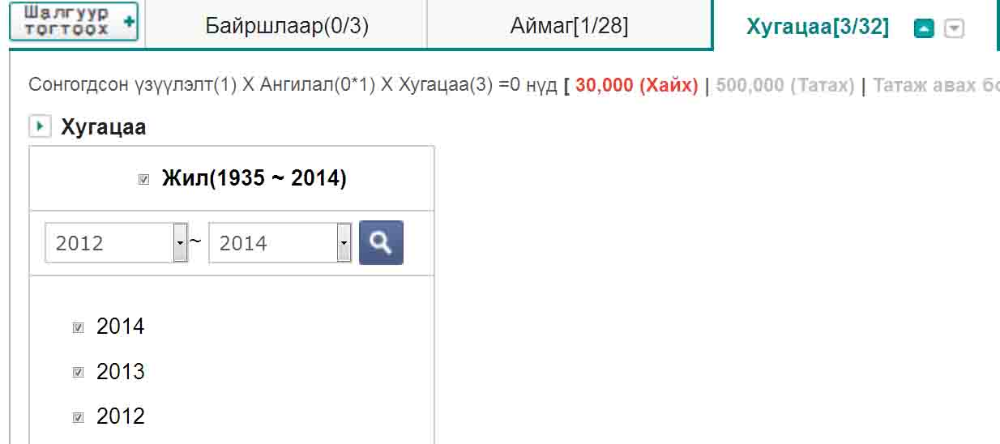 Шалгуур тогтоох +
Байршлаар(0/3)
Аймаг[1/28]
Хугацаа[3/32]
Сонгогдсон үзүүлэлт(1) X Ангилал(0*1) X Хугацаа(3) =0 нүд [ 30,000 (Хайх) | 500,000 (Татах) | Татаж авах
Хугацаа
Жил(1935 ~ 2014)
2012 ~ 2014
2014
2013
2012